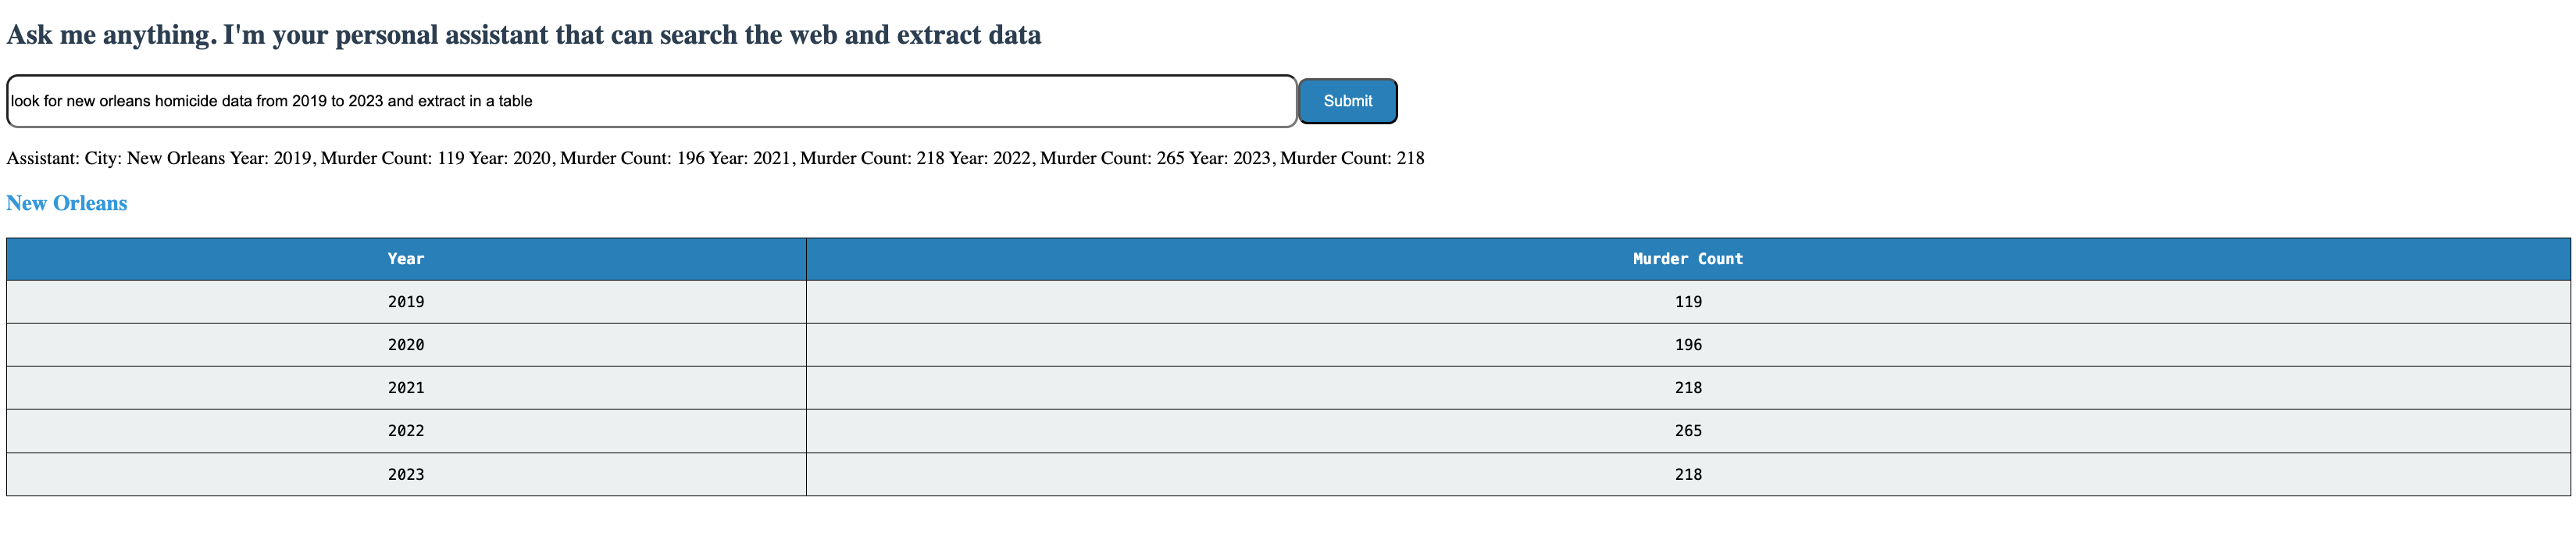 Ask me anything. I'm your personal assistant that can search the web and extract data
look for new orleans homicide data from 2019 to 2023 and extract in a table
Submit
Assistant: City: New Orleans Year: 2019, Murder Count: 119 Year: 2020, Murder Count: 196 Year: 2021, Murder Count: 218 Year: 2022, Murder Count: 265 Year: 2023, Murder Count: 218
New Orleans
Year Murder Count
2019 119
2020 196
2021 218
2022 265
2023 218